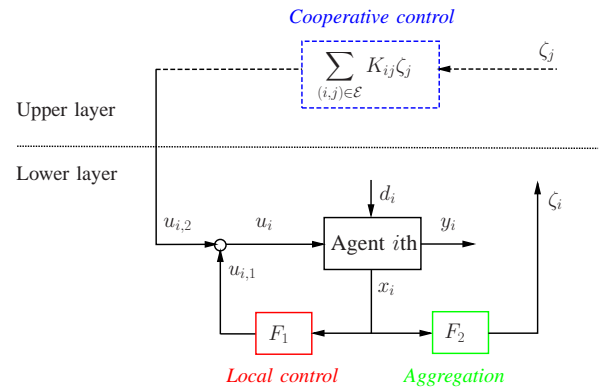 Cooperative control
∑ K_{ij}ζ_j
(i,j)∈ℰ
ζ_j
Upper layer
Lower layer
d_i
ζ_i
u_{i,2}
u_i
Agent ith
y_i
u_{i,1}
x_i
F_1
F_2
Local control
Aggregation